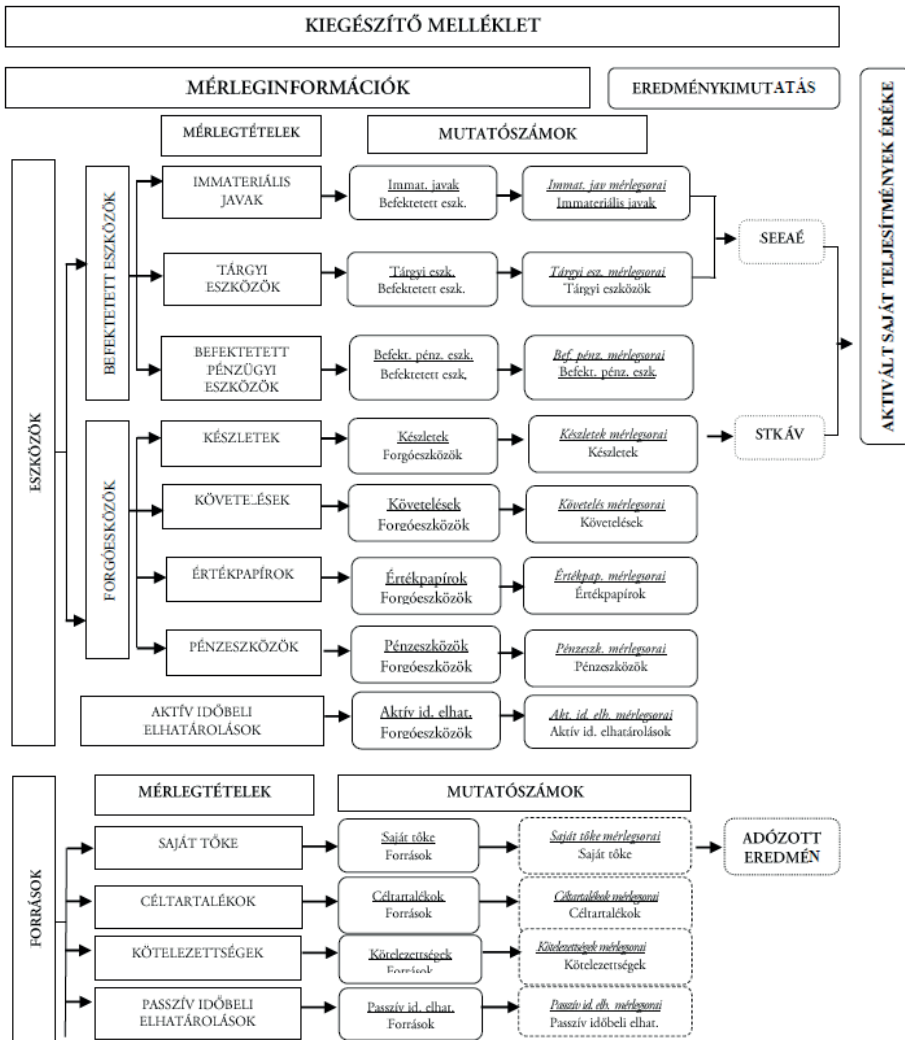 KIEGÉSZÍTŐ MELLÉKLET
MÉRLEGINFORMÁCIÓK
EREDMÉNYKIMUTATÁS
AKTIVÁLT SAJÁT TELJESÍTMÉNYEK ÉRÉKE
MÉRLEGTÉTELEK
MUTATÓSZÁMOK
ESZKÖZÖK
BEFEKTETETT ESZKÖZÖK
IMMATERIÁLIS
JAVAK
Immat. javak
Befektetett eszk.
Immat. jav mérlegsorai
Immateriális javak
SEEAÉ
TÁRGYI
ESZKÖZÖK
Tárgyi eszk.
Befektetett eszk.
Tárgyi esz. mérlegsorai
Tárgyi eszközök
BEFEKTETETT
PÉNZÜGYI
ESZKÖZÖK
Befekt. pénz. eszk.
Befektetett eszk.
Bef. pénz. mérlegsorai
Befekt. pénz. eszk.
FORGÓESKÖZÖK
KÉSZLETEK
Készletek
Forgóeszközök
Készletek mérlegsorai
Készletek
STKÁV
KÖVETELÉSEK
Követelések
Forgóeszközök
Követelés mérlegsorai
Követelések
ÉRTÉKPAPÍROK
Értékpapírok
Forgóeszközök
Értékpap. mérlegsorai
Értékpapírok
PÉNZESZKÖZÖK
Pénzeszközök
Forgóeszközök
Pénzeszk. mérlegsorai
Pénzeszközök
AKTÍV IDŐBELI
ELHATÁROLÁSOK
Aktív id. elhat.
Forgóeszközök
Akt. id. elh. mérlegsorai
Aktív id. elhatárolások
MÉRLEGTÉTELEK
MUTATÓSZÁMOK
FORRÁSOK
SAJÁT TŐKE
Saját tőke
Források
Saját tőke mérlegsorai
Saját tőke
ADÓZOTT
EREDMÉN
CÉLTARTALÉKOK
Céltartalékok
Források
Céltartalékok mérlegsorai
Céltartalékok
KÖTELEZETTSÉGEK
Kötelezettségek
Források
Kötelezettségek mérlegsorai
Kötelezettségek
PASSZÍV IDŐBELI
ELHATÁROLÁSOK
Passzív id. elhat.
Források
Passzív id. elh. mérlegsorai
Passzív időbeli elhat.